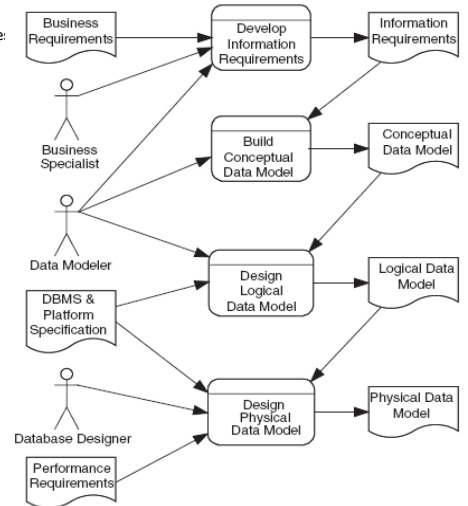 Business
Requirements
Develop
Information
Requirements
Information
Requirements
Business
Specialist
Build
Conceptual
Data Model
Conceptual
Data Model
Data Modeler
Design
Logical
Data Model
Logical Data
Model
DBMS &
Platform
Specification
Database Designer
Design
Physical
Data Model
Physical Data
Model
Performance
Requirements